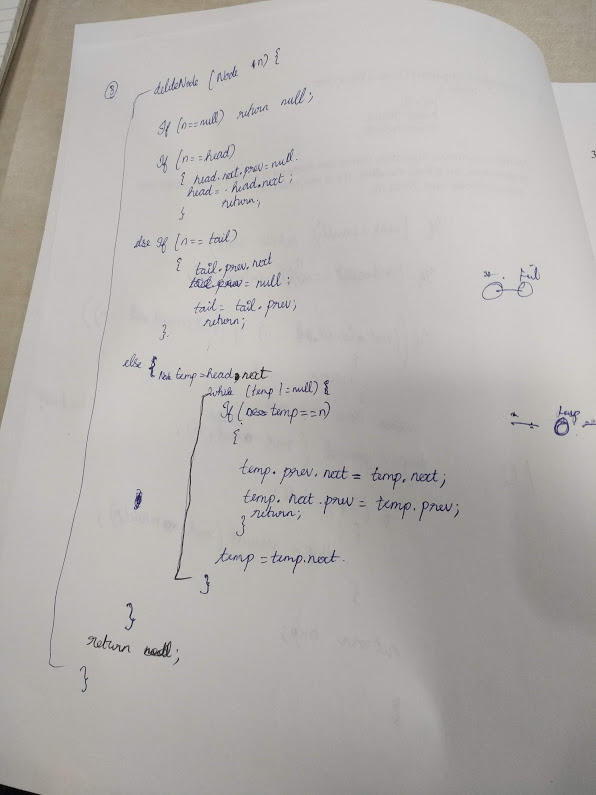 ③ deleteNode (Node *n) {
If (n==null) return null;
If (n==head)
{ head.next.prev=null.
head = head.next;
return;
}
else If (n== tail)
{ tail.prev.next
= null;
tail = tail.prev;
return;
}
else { Node temp=head.next
while (temp != null) {
If (temp==n)
{
temp. prev. next = temp. next;
temp. next . prev = temp. prev;
} return;
temp = temp.next.
}
}
return null;
}
3
tail
temp